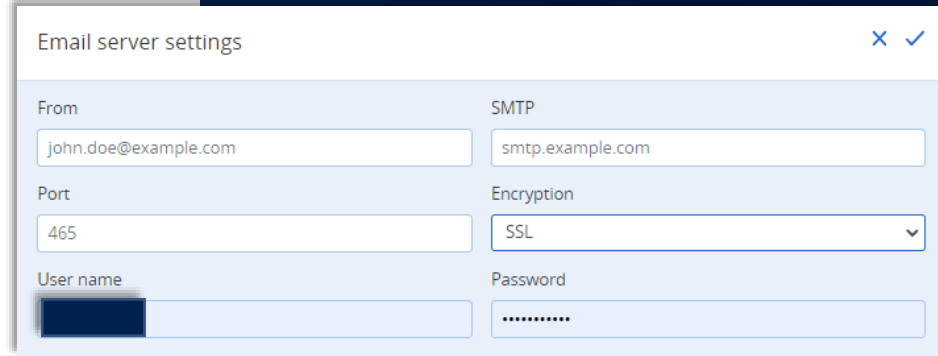 Email server settings
From
SMTP
john.doe@example.com
smtp.example.com
Port
Encryption
465
SSL
User name
Password
•••••••••••